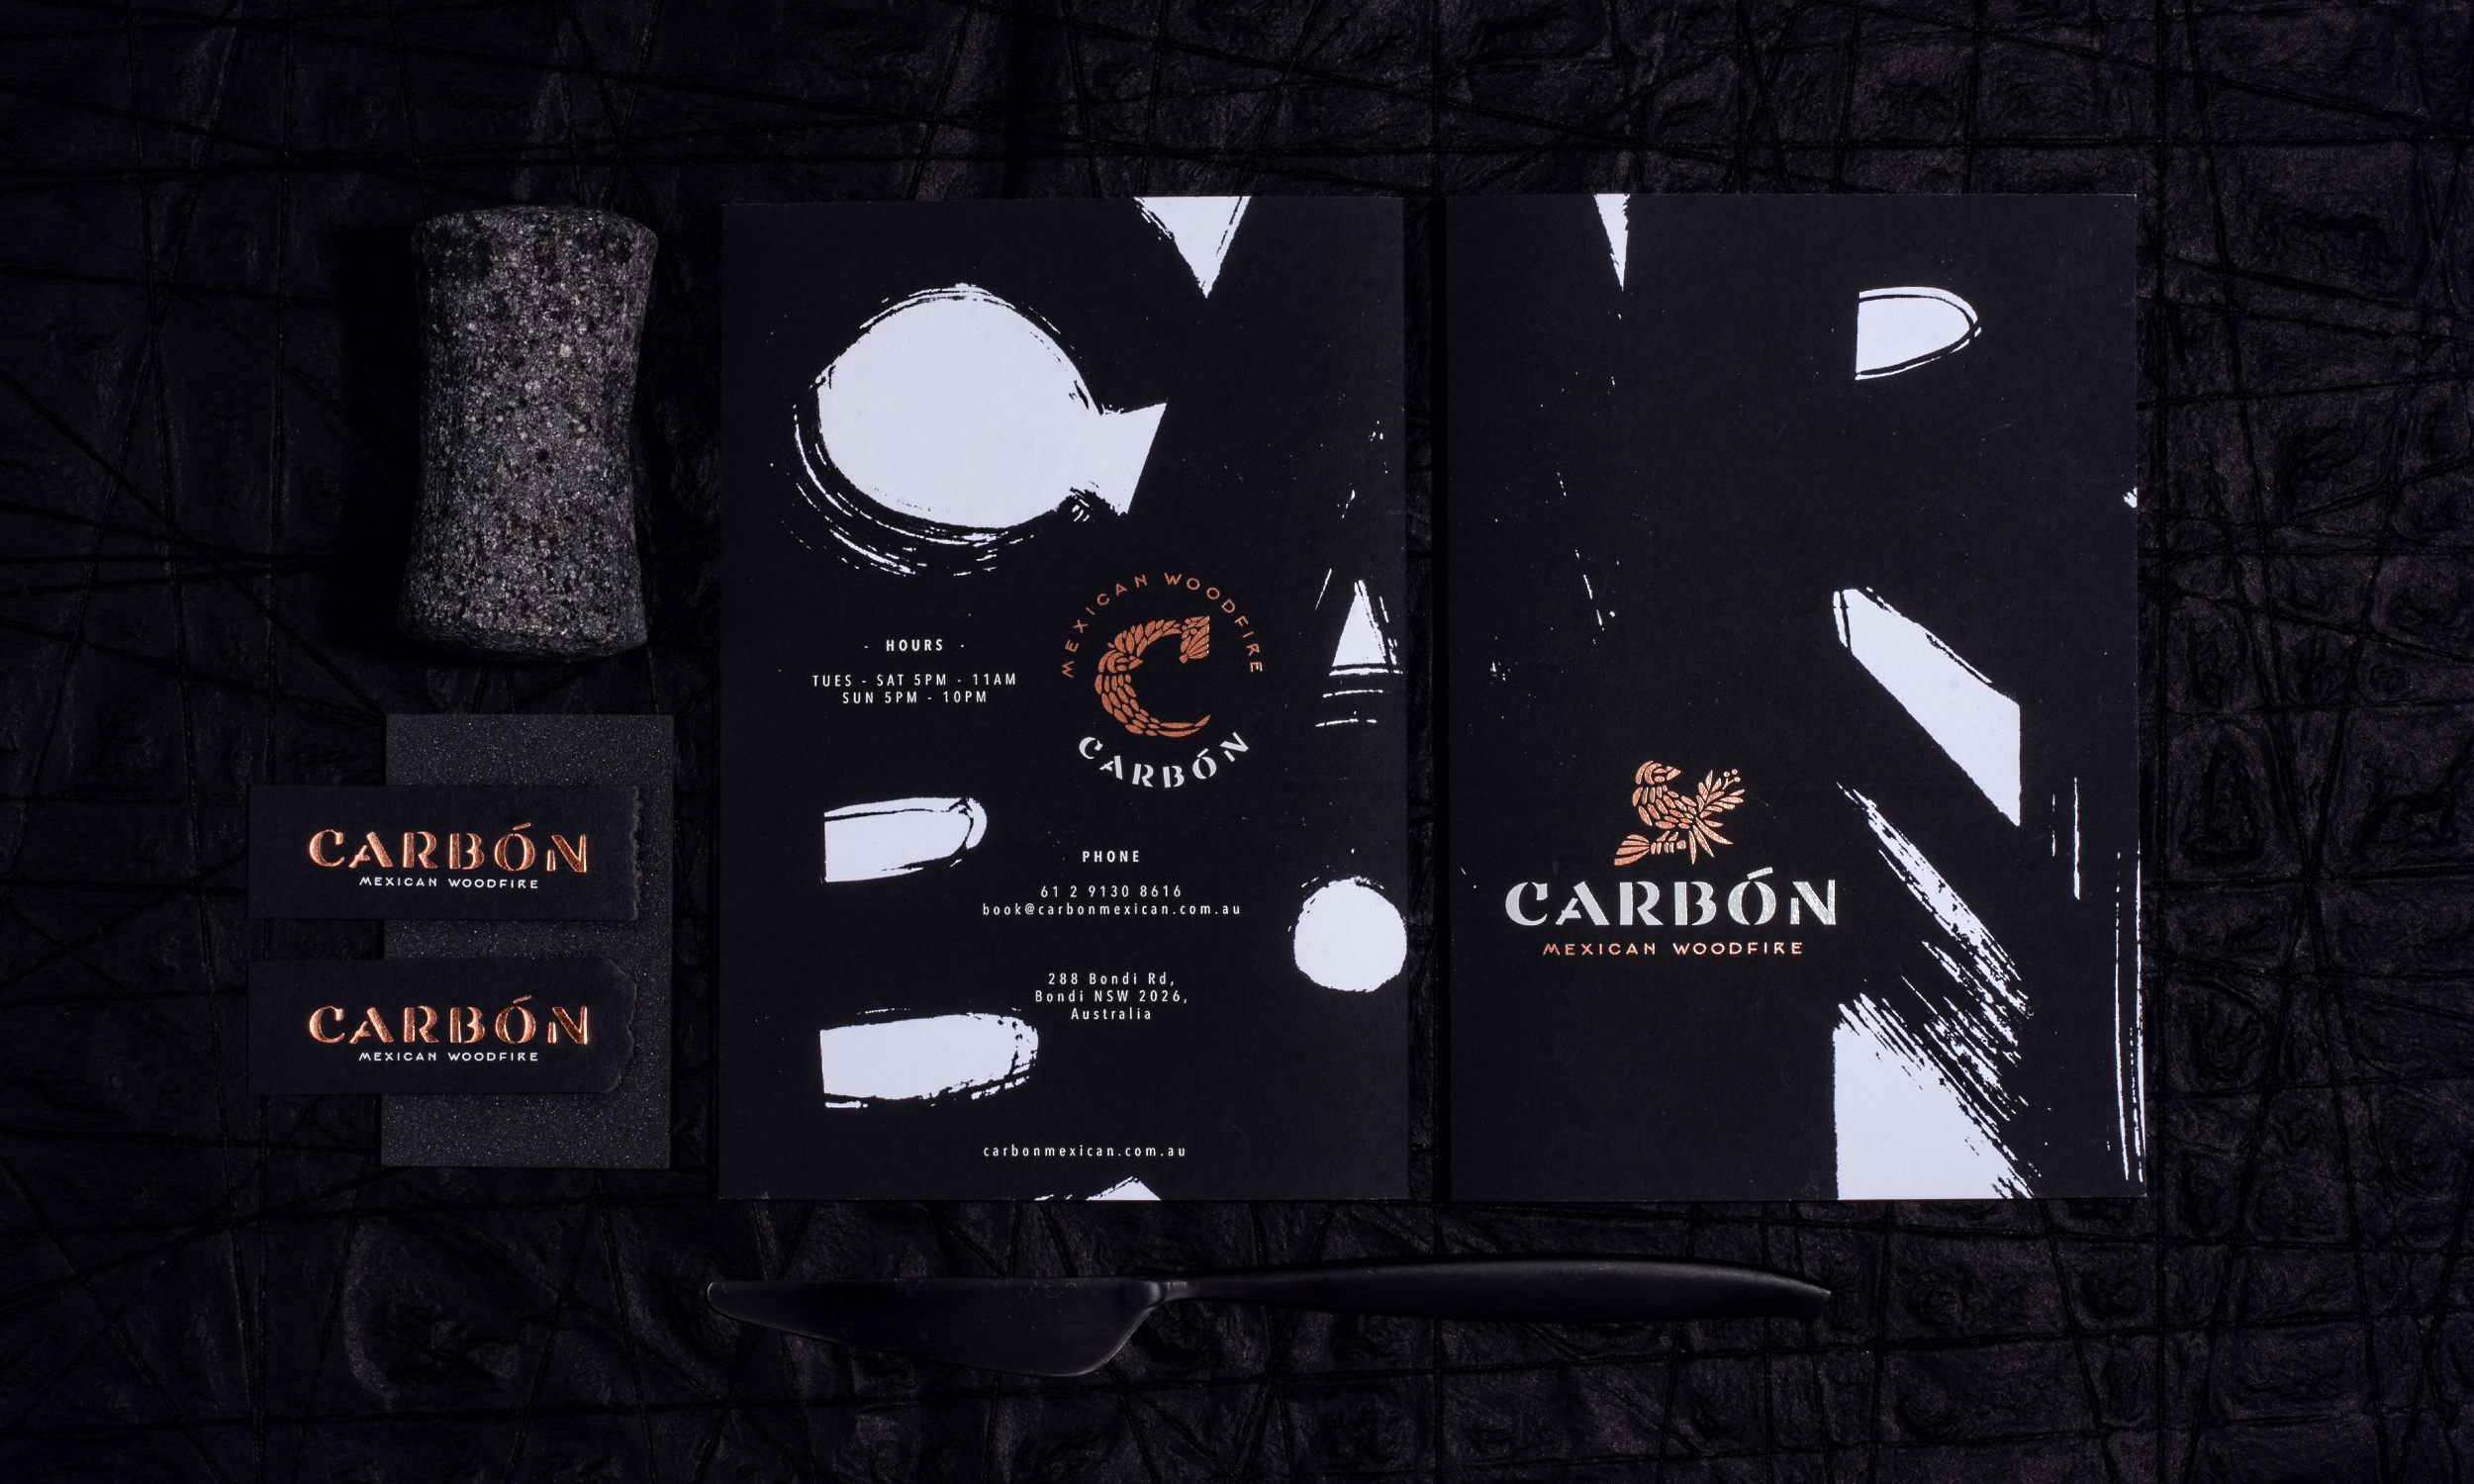 CARBÓN
MEXICAN WOODFIRE
CARBÓN
MEXICAN WOODFIRE
MEXICAN WOODFIRE
C
CARBÓN
- HOURS -
TUES - SAT 5PM - 11AM
SUN 5PM - 10PM
PHONE
61 2 9130 8616
book@carbonmexican.com.au
288 Bondi Rd,
Bondi NSW 2026,
Australia
carbonmexican.com.au
CARBÓN
MEXICAN WOODFIRE